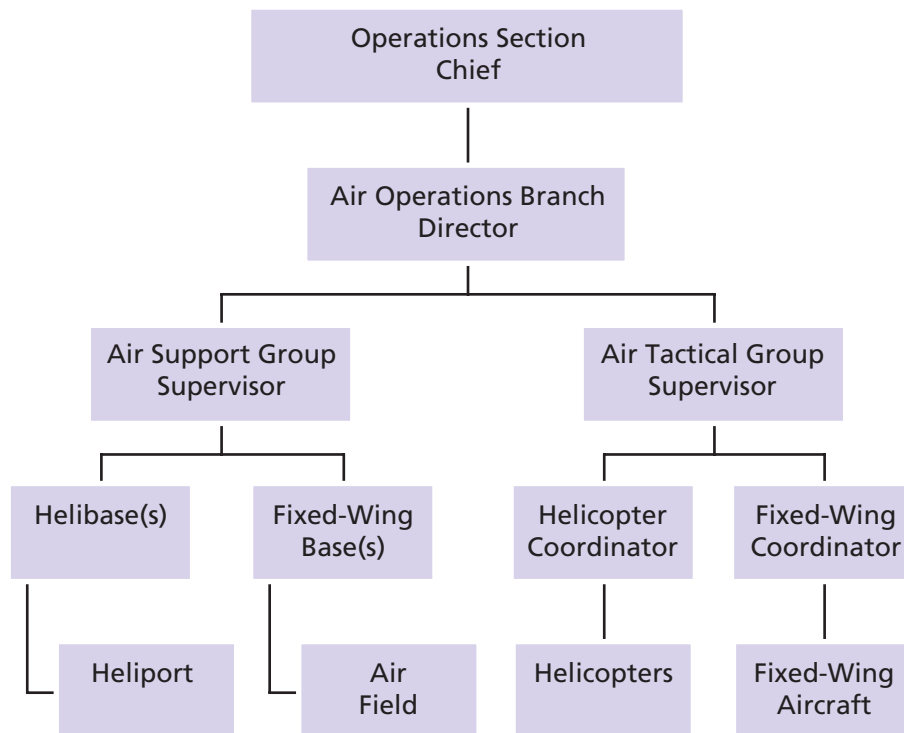 Operations Section
Chief
Air Operations Branch
Director
Air Support Group
Supervisor
Air Tactical Group
Supervisor
Helibase(s)
Fixed-Wing
Base(s)
Helicopter
Coordinator
Fixed-Wing
Coordinator
Heliport
Air
Field
Helicopters
Fixed-Wing
Aircraft